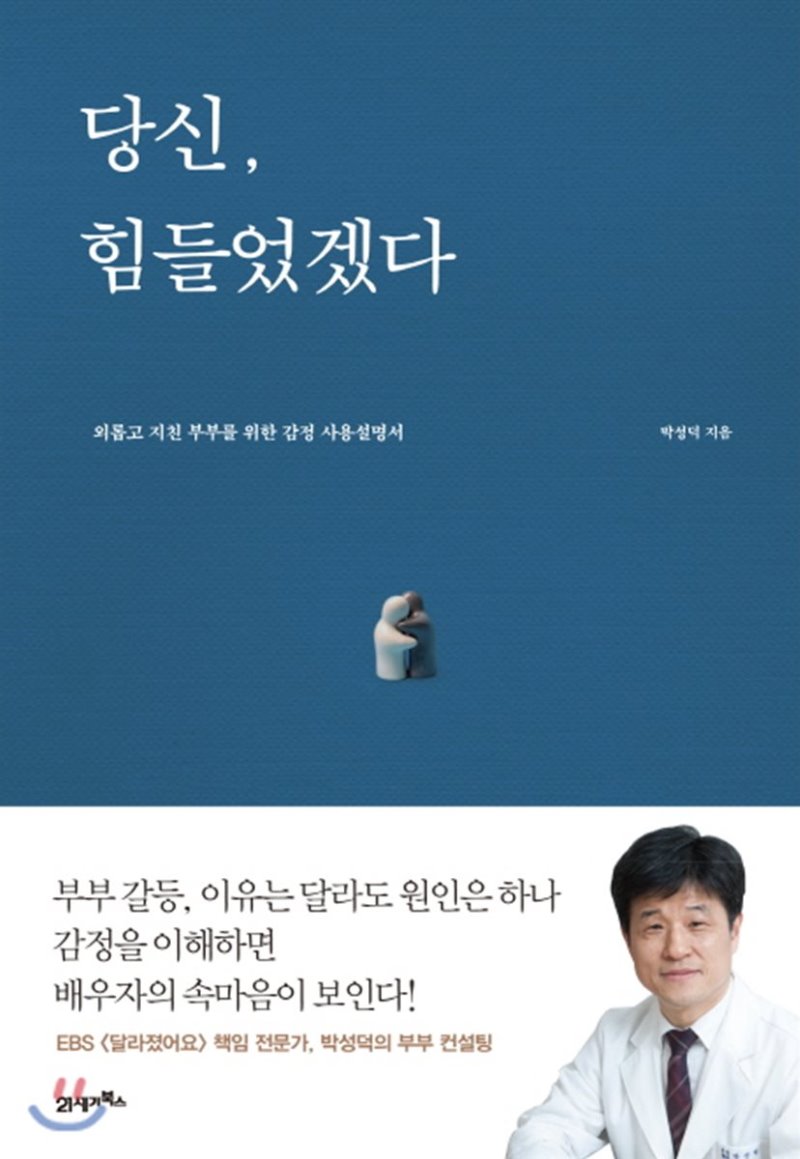 당신,
힘들었겠다
외롭고 지친 부부를 위한 감정 사용설명서
박성덕 지음
부부 갈등, 이유는 달라도 원인은 하나
감정을 이해하면
배우자의 속마음이 보인다!
EBS 〈달라졌어요〉 책임 전문가, 박성덕의 부부 컨설팅
21세기북스